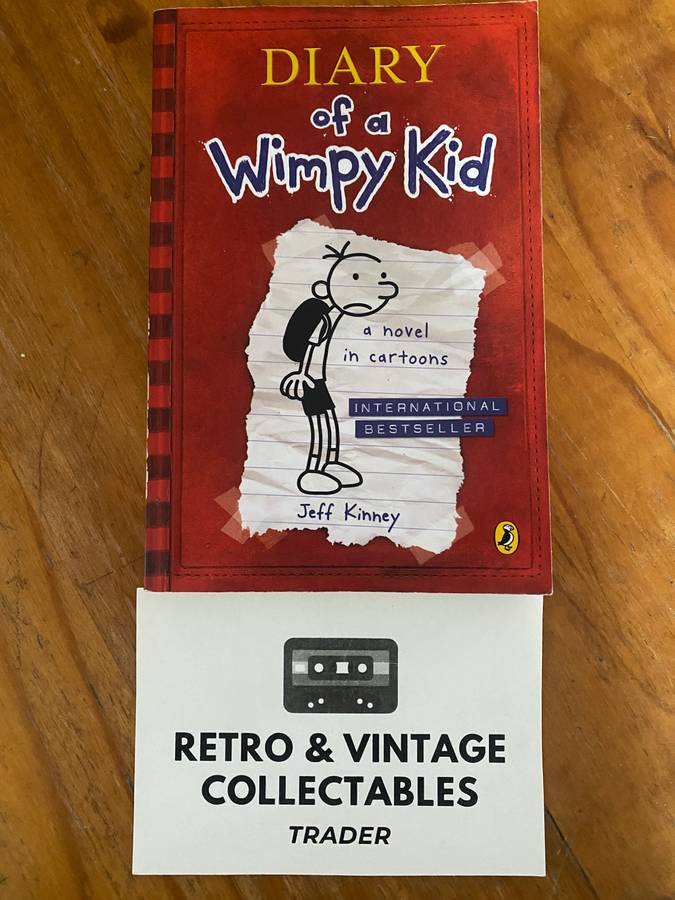 DIARY
of a
Wimpy Kid
a novel
in cartoons
INTERNATIONAL
BESTSELLER
Jeff Kinney
RETRO & VINTAGE
COLLECTABLES
TRADER